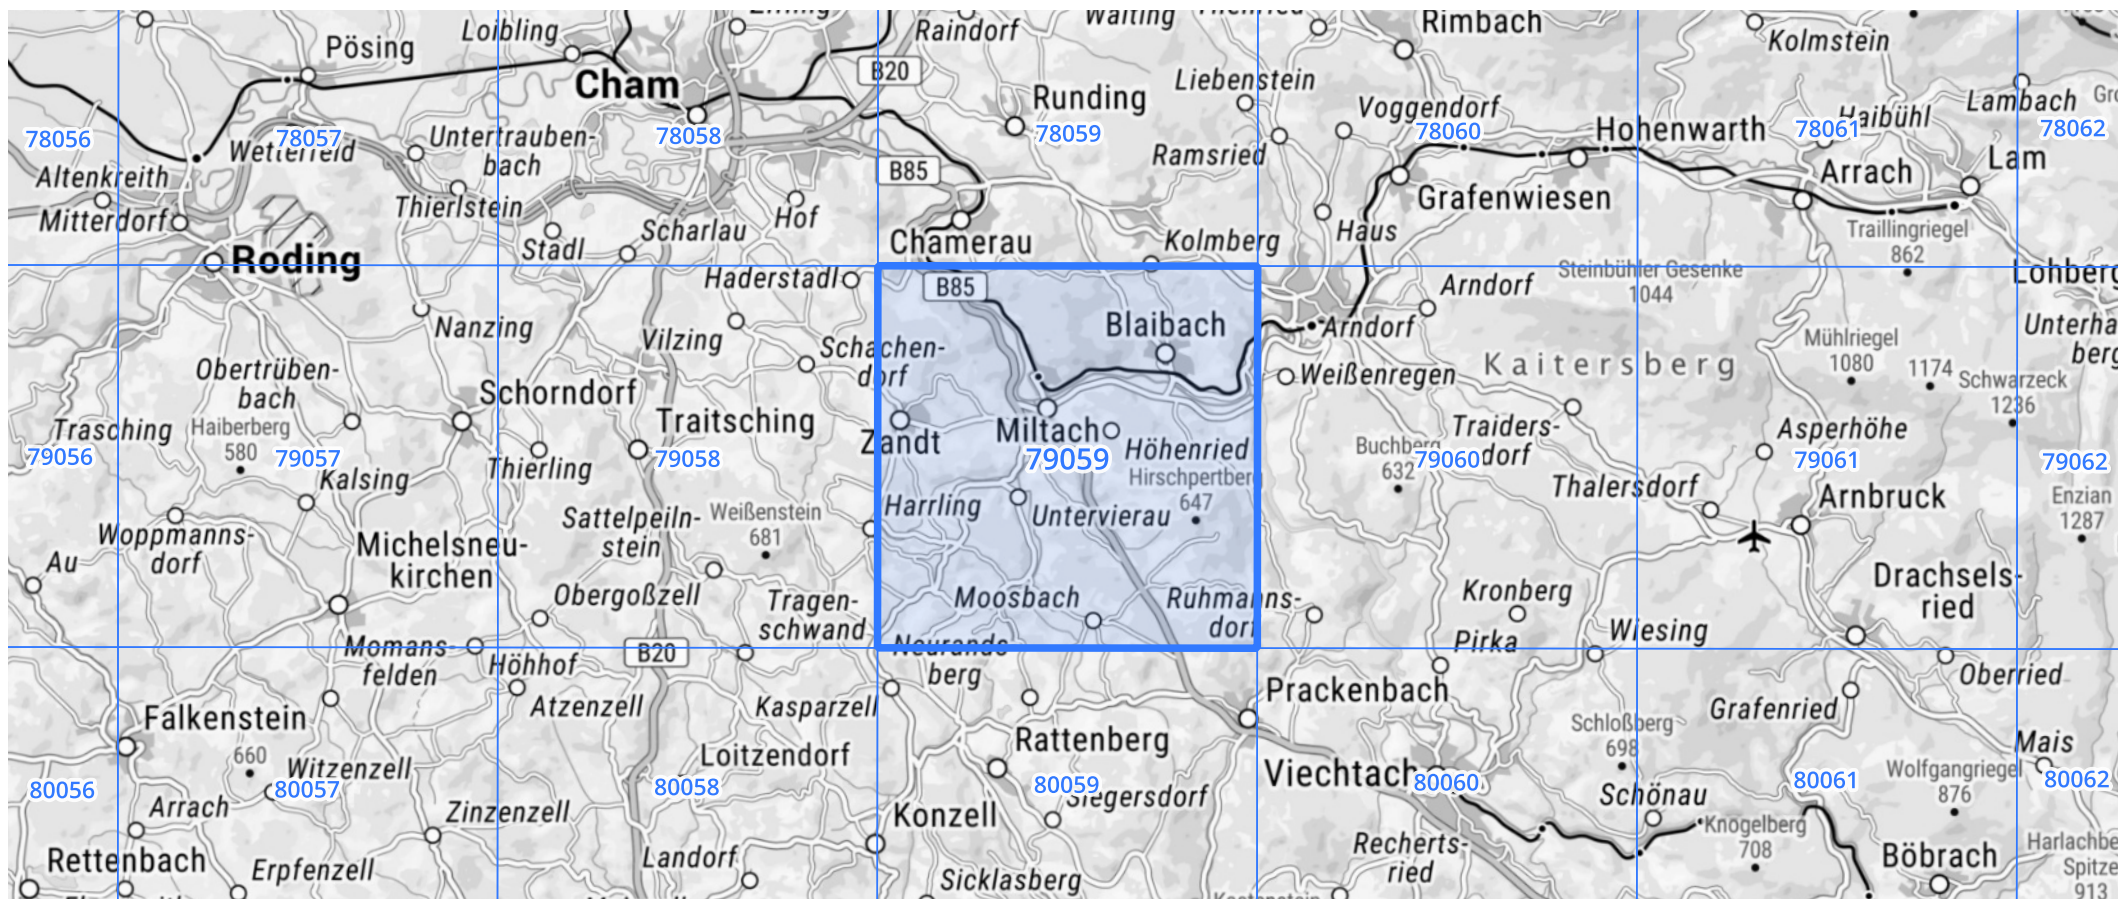 Pösing
Loibling
Cham
B20
Raindorf
Waiting
Runding
Liebenstein
Rimbach
Kolmstein
Voggendorf
Hohenwarth
Haibühl
Lambach
78056
78057
78058
78059
78060
78061
78062
Wetterfeld
Untertrauben-
bach
B85
Ramsried
Grafenwiesen
Arrach
Lam
Altenkreith
Mitterdorf
Thierlstein
Stadl
Scharlau
Hof
Chamerau
Kolmberg
Haus
Traillingriegel
862
Roding
Haderstadl
B85
Arndorf
Steinbühler Gesenke
1044
Lohberg
Nanzing
Vilzing
Schachen-
dorf
Blaibach
Arndorf
Mühlriegel
1080
1174
Unterha
berg
Kaitersberg
Weißenregen
Schwarzeck
1236
Obertrüben-
bach
Schorndorf
Traitsching
Zandt
Miltach
Höhenried
Hirschpertberg
647
Buchberg
632
Traiders-
dorf
Asperhöhe
Trasching
Haiberberg
580
79056
79057
79058
79059
79060
79061
79062
Kalsing
Thierling
Thalersdorf
Arnbruck
Enzian
1287
Woppmanns-
dorf
Sattelpeiln-
stein
Weißenstein
681
Harrling
Untervierau
Au
Michelsneu-
kirchen
Obergoßzell
Tragen-
schwand
Moosbach
Ruhmanns-
dorf
Kronberg
Pirka
Wiesing
Drachsels-
ried
Momans-
felden
Höhhof
B20
Neurands-
berg
Oberried
Falkenstein
660
Atzenzell
Kasparzell
Prackenbach
Schloßberg
698
Grafenried
Witzenzell
Loitzendorf
Rattenberg
Viechtach
Mais
Wolfgangriegel
876
80056
80057
80058
80059
80060
80061
80062
Arrach
Zinzenzell
Konzell
Siegersdorf
Schönau
Knogelberg
708
Rettenbach
Erpfenzell
Landorf
Sicklasberg
Recherts-
ried
Böbrach
Harlachbe
Spitze
913